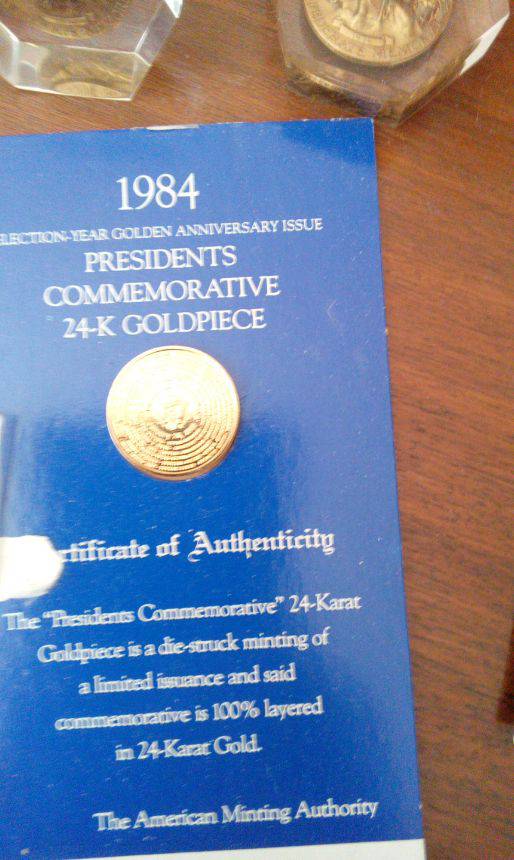 1984
ELECTION-YEAR GOLDEN ANNIVERSARY ISSUE
PRESIDENTS
COMMEMORATIVE
24-K GOLDPIECE
rtificate of Authenticity
The "Presidents Commemorative" 24-Karat
Goldpiece is a die-struck minting of
a limited issuance and said
commemorative is 100% layered
in 24-Karat Gold.
The American Minting Authority